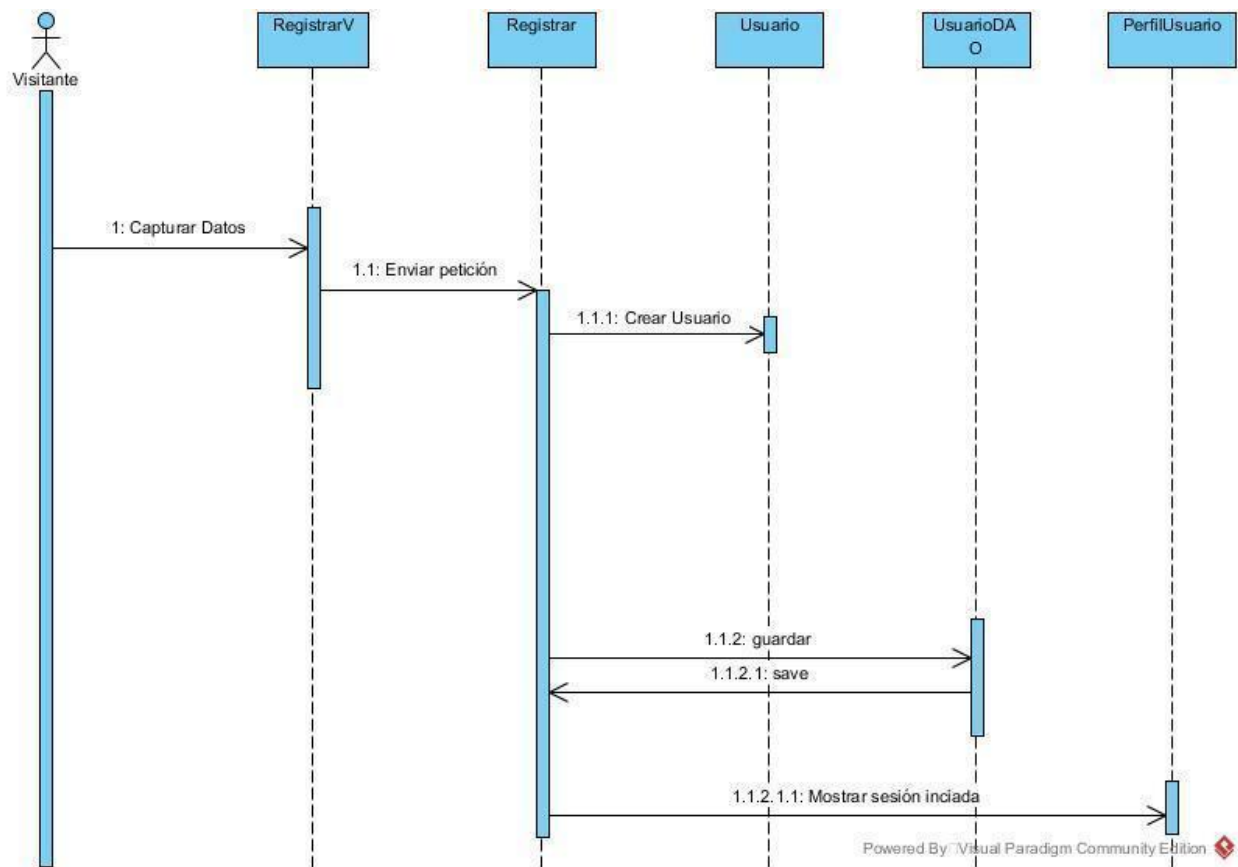 RegistrarV
Registrar
Usuario
UsuarioDA
O
PerfilUsuario
Visitante
1: Capturar Datos
1.1: Enviar petición
1.1.1: Crear Usuario
1.1.2: guardar
1.1.2.1: save
1.1.2.1.1: Mostrar sesión inciada
Powered By Visual Paradigm Community Edition